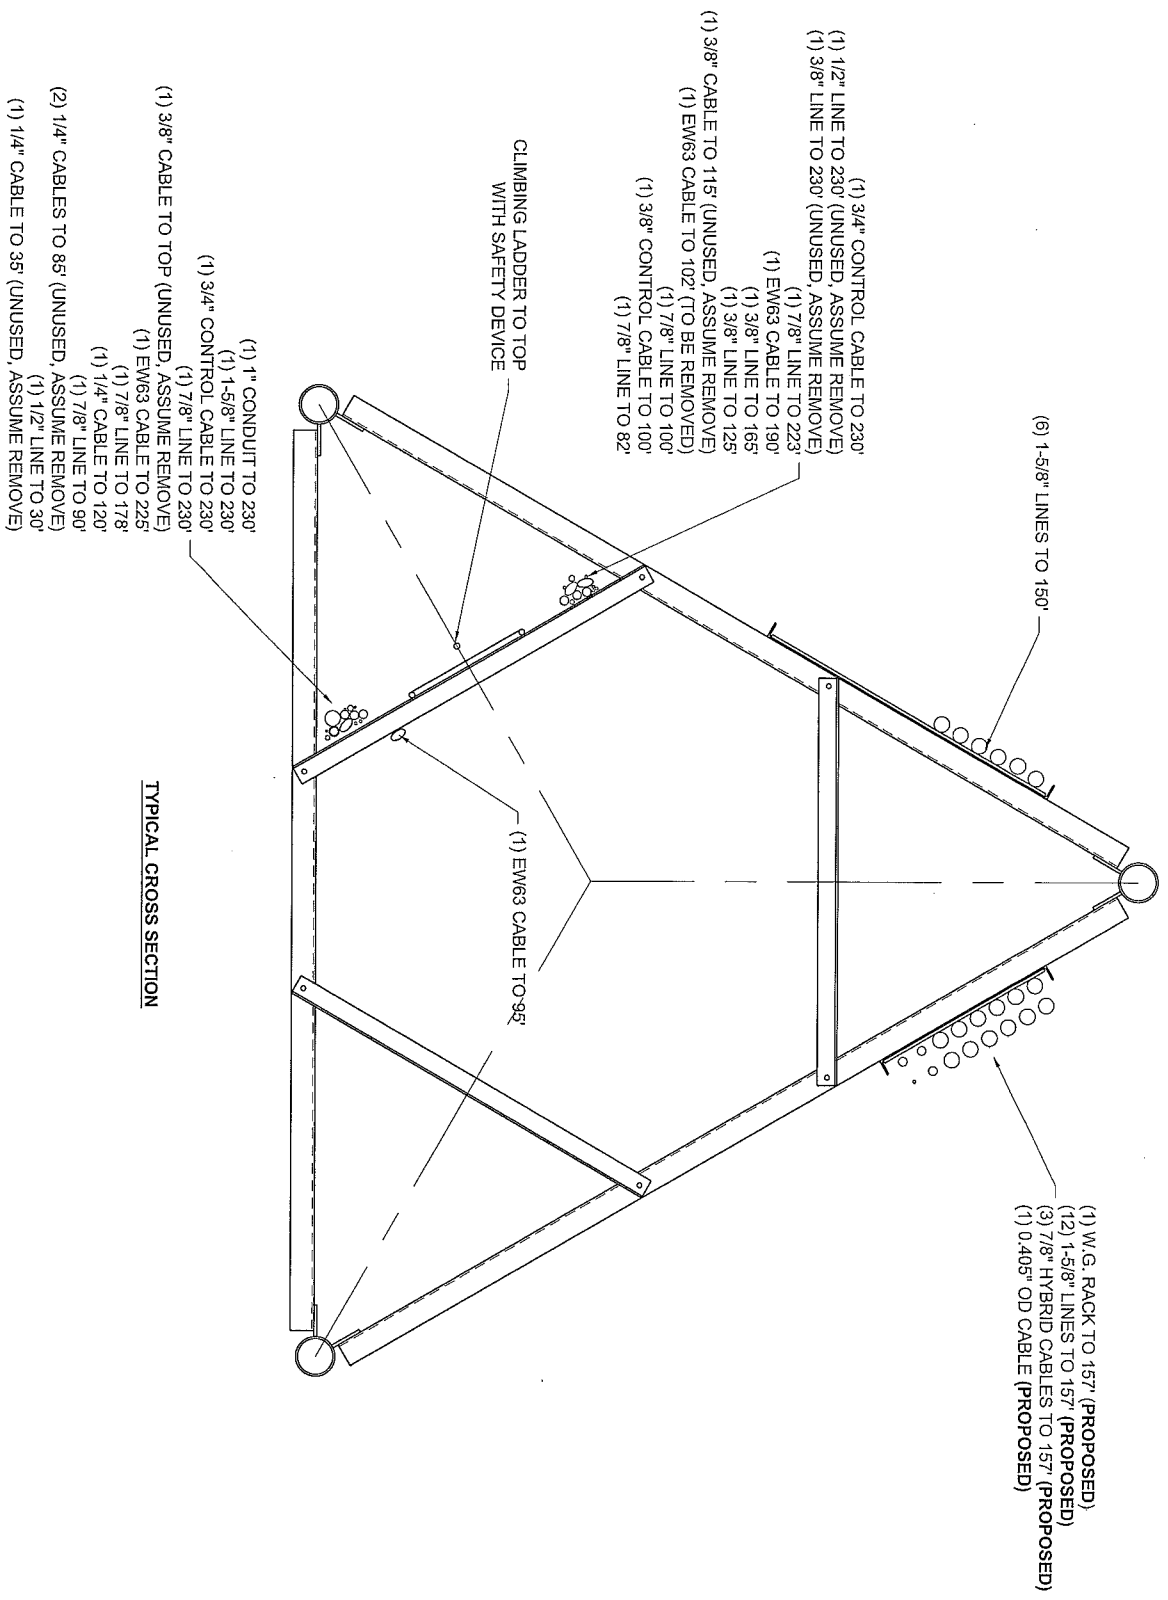 (6) 1-5/8" LINES TO 150'
(1) W.G. RACK TO 157' (PROPOSED)
(12) 1-5/8" LINES TO 157' (PROPOSED)
(3) 7/8" HYBRID CABLES TO 157' (PROPOSED)
(1) 0.405" OD CABLE (PROPOSED)
(1) 3/4" CONTROL CABLE TO 230'
(1) 1/2" LINE TO 230' (UNUSED, ASSUME REMOVE)
(1) 3/8" LINE TO 230' (UNUSED, ASSUME REMOVE)
(1) 7/8" LINE TO 223'
(1) EW63 CABLE TO 190'
(1) 3/8" LINE TO 165'
(1) 3/8" LINE TO 125'
(1) 3/8" CABLE TO 115' (UNUSED, ASSUME REMOVE)
(1) EW63 CABLE TO 102' (TO BE REMOVED)
(1) 7/8" LINE TO 100'
(1) 3/8" CONTROL CABLE TO 100'
(1) 7/8" LINE TO 82'
CLIMBING LADDER TO TOP
WITH SAFETY DEVICE
(1) EW63 CABLE TO 95'
(1) 1" CONDUIT TO 230'
(1) 1-5/8" LINE TO 230'
(1) 3/4" CONTROL CABLE TO 230'
(1) 7/8" LINE TO 230'
(1) 3/8" CABLE TO TOP (UNUSED, ASSUME REMOVE)
(1) EW63 CABLE TO 225'
(1) 7/8" LINE TO 178'
(1) 1/4" CABLE TO 120'
(1) 7/8" LINE TO 90'
(2) 1/4" CABLES TO 85' (UNUSED, ASSUME REMOVE)
(1) 1/2" LINE TO 30'
(1) 1/4" CABLE TO 35' (UNUSED, ASSUME REMOVE)
TYPICAL CROSS SECTION